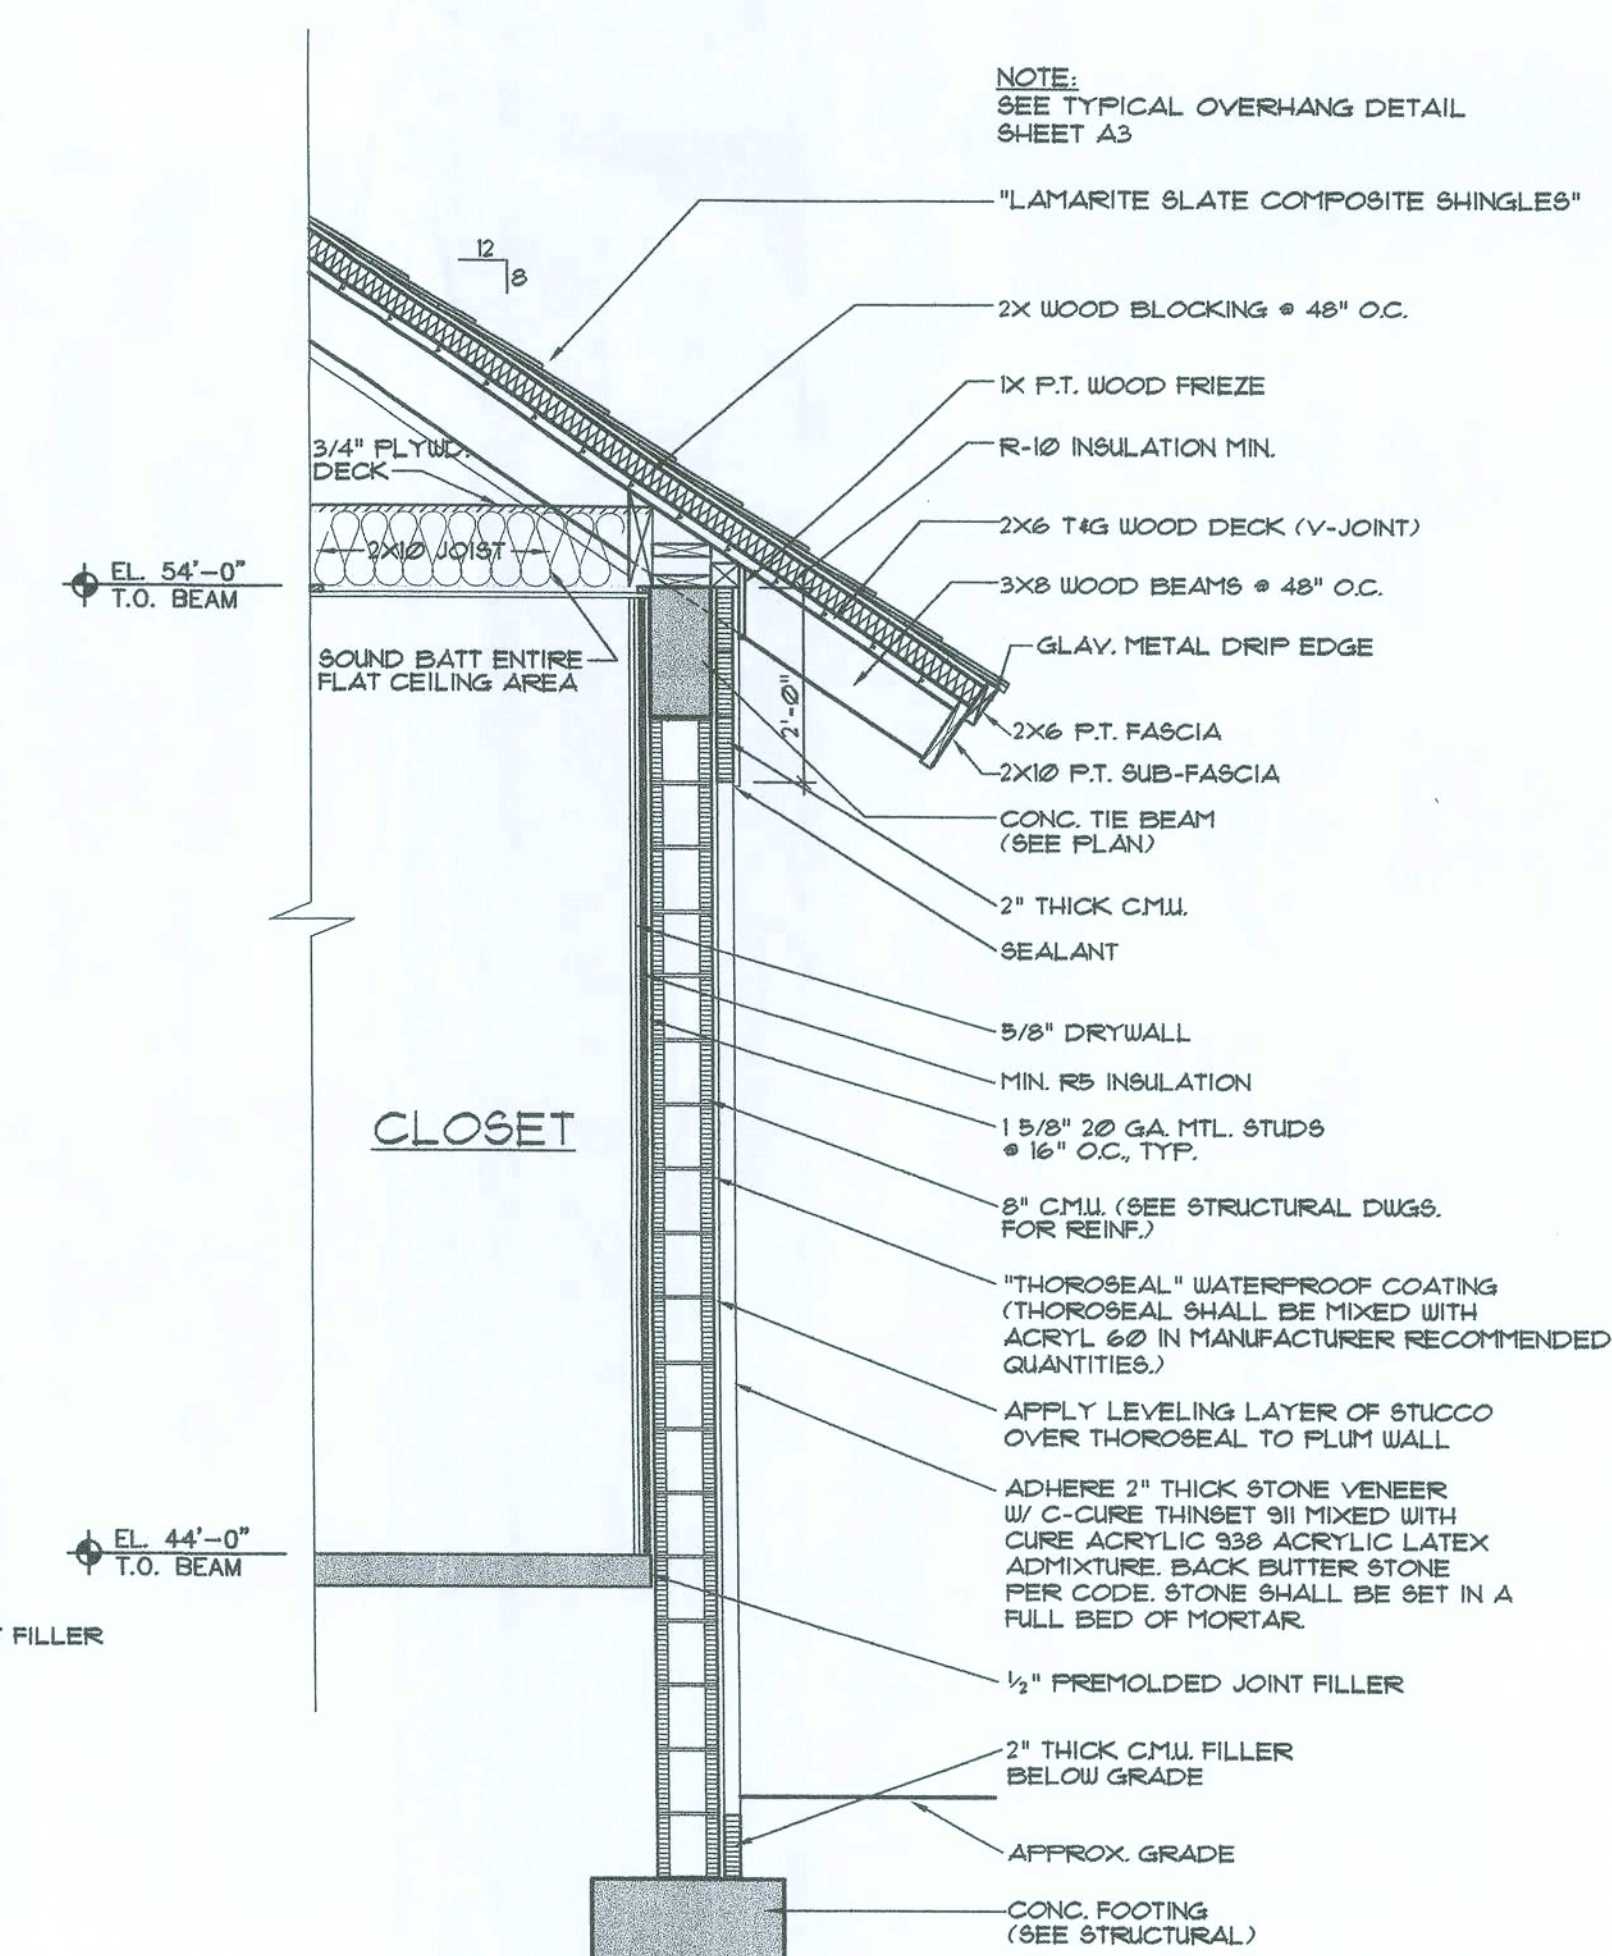 NOTE:
SEE TYPICAL OVERHANG DETAIL
SHEET A3
"LAMARITE SLATE COMPOSITE SHINGLES"
12
8
2X WOOD BLOCKING @ 48" O.C.
1X P.T. WOOD FRIEZE
R-10 INSULATION MIN.
3/4" PLYWD.
DECK
2X6 T&G WOOD DECK (V-JOINT)
2X10 JOIST
EL. 54'-0"
T.O. BEAM
3X8 WOOD BEAMS @ 48" O.C.
GLAV. METAL DRIP EDGE
SOUND BATT ENTIRE
FLAT CEILING AREA
2'-0"
2X6 P.T. FASCIA
2X10 P.T. SUB-FASCIA
CONC. TIE BEAM
(SEE PLAN)
2" THICK C.M.U.
SEALANT
5/8" DRYWALL
MIN. R5 INSULATION
CLOSET
1 5/8" 20 GA. MTL. STUDS
@ 16" O.C., TYP.
8" C.M.U. (SEE STRUCTURAL DWGS.
FOR REINF.)
"THOROSEAL" WATERPROOF COATING
(THOROSEAL SHALL BE MIXED WITH
ACRYL 60 IN MANUFACTURER RECOMMENDED
QUANTITIES.)
APPLY LEVELING LAYER OF STUCCO
OVER THOROSEAL TO PLUM WALL
ADHERE 2" THICK STONE VENEER
W/ C-CURE THINSET 911 MIXED WITH
CURE ACRYLIC 938 ACRYLIC LATEX
ADMIXTURE. BACK BUTTER STONE
PER CODE. STONE SHALL BE SET IN A
FULL BED OF MORTAR.
EL. 44'-0"
T.O. BEAM
FILLER
1/2" PREMOLDED JOINT FILLER
2" THICK C.M.U. FILLER
BELOW GRADE
APPROX. GRADE
CONC. FOOTING
(SEE STRUCTURAL)